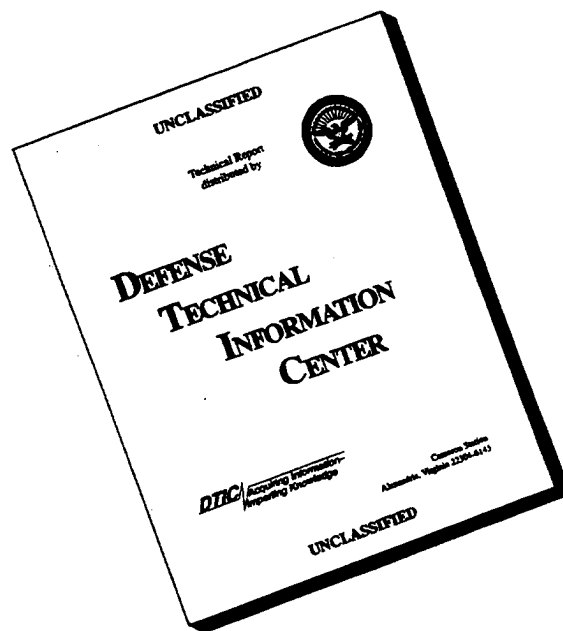 UNCLASSIFIED
Technical Report
distributed by
DEFENSE
TECHNICAL
INFORMATION
CENTER
DTIC
Acquiring Information-
Imparting Knowledge
Cameron Station
Alexandria, Virginia 22304-6145
UNCLASSIFIED